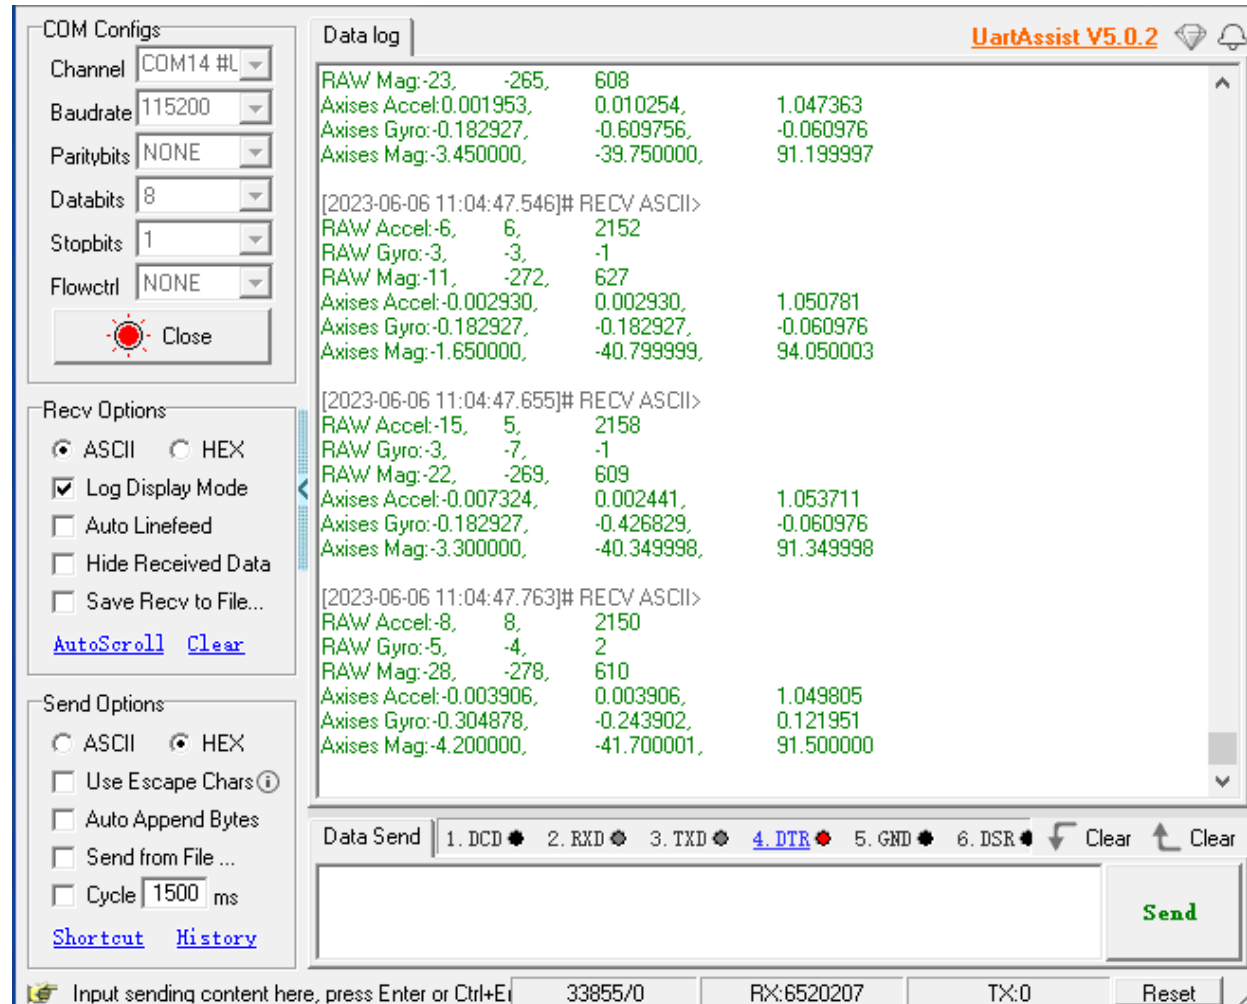 COM Configs
Channel COM14 #U
Baudrate 115200
Paritybits NONE
Databits 8
Stopbits 1
Flowctrl NONE
Close
Recv Options
ASCII HEX
Log Display Mode
Auto Linefeed
Hide Received Data
Save Recv to File...
AutoScroll Clear
Send Options
ASCII HEX
Use Escape Chars
Auto Append Bytes
Send from File ...
Cycle 1500 ms
Shortcut History
Data log
UartAssist V5.0.2
RAW Mag:-23, -265, 608
Axises Accel:0.001953, 0.010254, 1.047363
Axises Gyro:-0.182927, -0.609756, -0.060976
Axises Mag:-3.450000, -39.750000, 91.199997
[2023-06-06 11:04:47.546]# RECV ASCII>
RAW Accel:-6, 6, 2152
RAW Gyro:-3, -3, -1
RAW Mag:-11, -272, 627
Axises Accel:-0.002930, 0.002930, 1.050781
Axises Gyro:-0.182927, -0.182927, -0.060976
Axises Mag:-1.650000, -40.799999, 94.050003
[2023-06-06 11:04:47.655]# RECV ASCII>
RAW Accel:-15, 5, 2158
RAW Gyro:-3, -7, -1
RAW Mag:-22, -269, 609
Axises Accel:-0.007324, 0.002441, 1.053711
Axises Gyro:-0.182927, -0.426829, -0.060976
Axises Mag:-3.300000, -40.349998, 91.349998
[2023-06-06 11:04:47.763]# RECV ASCII>
RAW Accel:-8, 8, 2150
RAW Gyro:-5, -4, 2
RAW Mag:-28, -278, 610
Axises Accel:-0.003906, 0.003906, 1.049805
Axises Gyro:-0.304878, -0.243902, 0.121951
Axises Mag:-4.200000, -41.700001, 91.500000
Data Send 1. DCD 2. RXD 3. TXD 4. DTR 5. GND 6. DSR Clear Clear
Send
Input sending content here, press Enter or Ctrl+En 33855/0 RX:6520207 TX:0 Reset